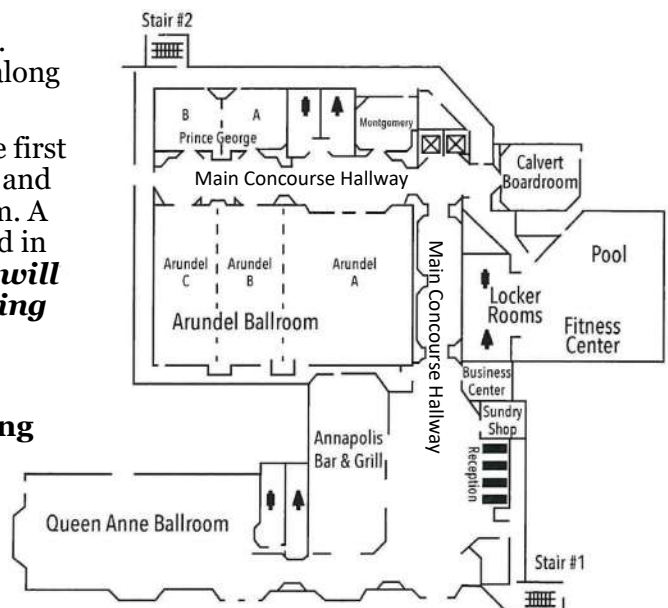 .
along
e first
and
m. A
d in
will
ing
ng
Stair #2
B
A
Prince George
Montgomery
Main Concourse Hallway
Calvert
Boardroom
Arundel
C
Arundel
B
Arundel
A
Arundel Ballroom
Main Concourse Hallway
Pool
Locker
Rooms
Fitness
Center
Business
Center
Sundry
Shop
Reception
Annapolis
Bar & Grill
Queen Anne Ballroom
Stair #1